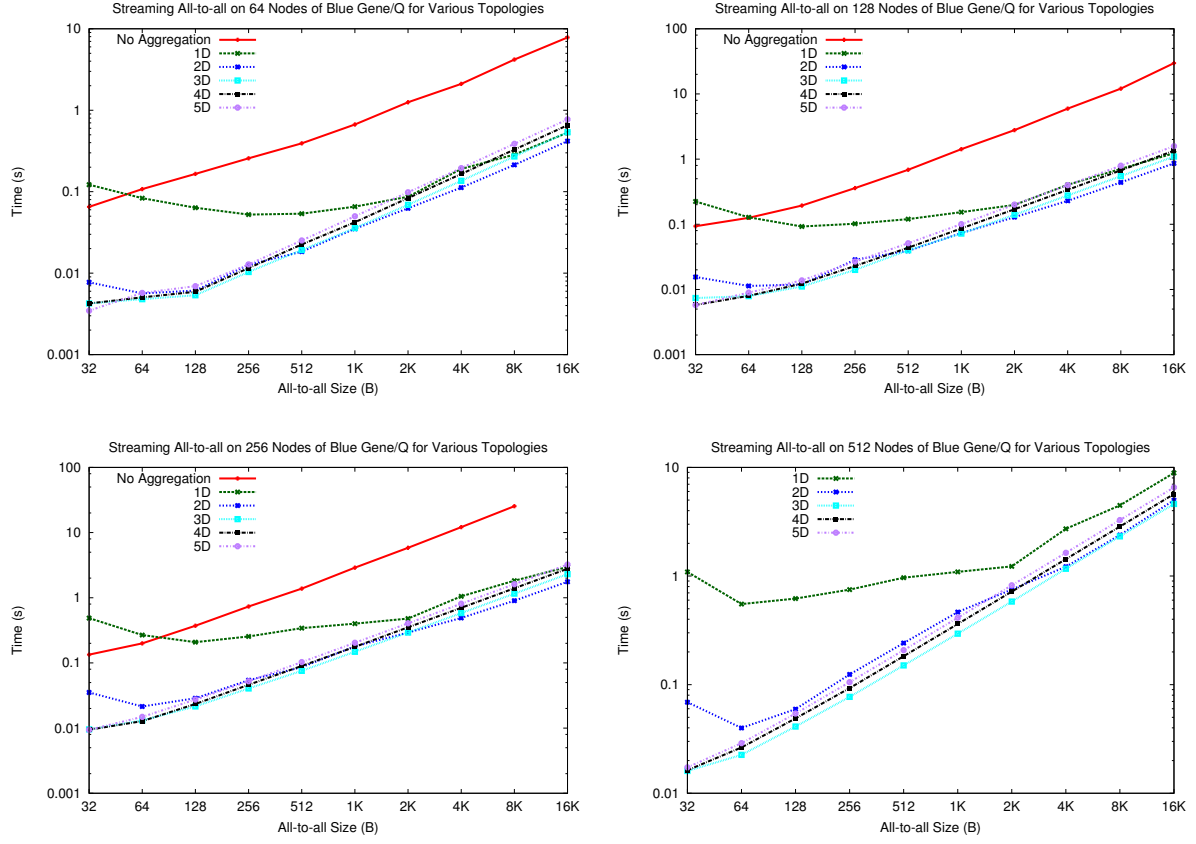 Streaming All-to-all on 64 Nodes of Blue Gene/Q for Various Topologies
10
1
0.1
0.01
0.001
Time (s)
No Aggregation
1D
2D
3D
4D
5D
32 64 128 256 512 1K 2K 4K 8K 16K
All-to-all Size (B)
Streaming All-to-all on 128 Nodes of Blue Gene/Q for Various Topologies
100
10
1
0.1
0.01
0.001
Time (s)
No Aggregation
1D
2D
3D
4D
5D
32 64 128 256 512 1K 2K 4K 8K 16K
All-to-all Size (B)
Streaming All-to-all on 256 Nodes of Blue Gene/Q for Various Topologies
100
10
1
0.1
0.01
0.001
Time (s)
No Aggregation
1D
2D
3D
4D
5D
32 64 128 256 512 1K 2K 4K 8K 16K
All-to-all Size (B)
Streaming All-to-all on 512 Nodes of Blue Gene/Q for Various Topologies
10
1
0.1
0.01
Time (s)
1D
2D
3D
4D
5D
32 64 128 256 512 1K 2K 4K 8K 16K
All-to-all Size (B)